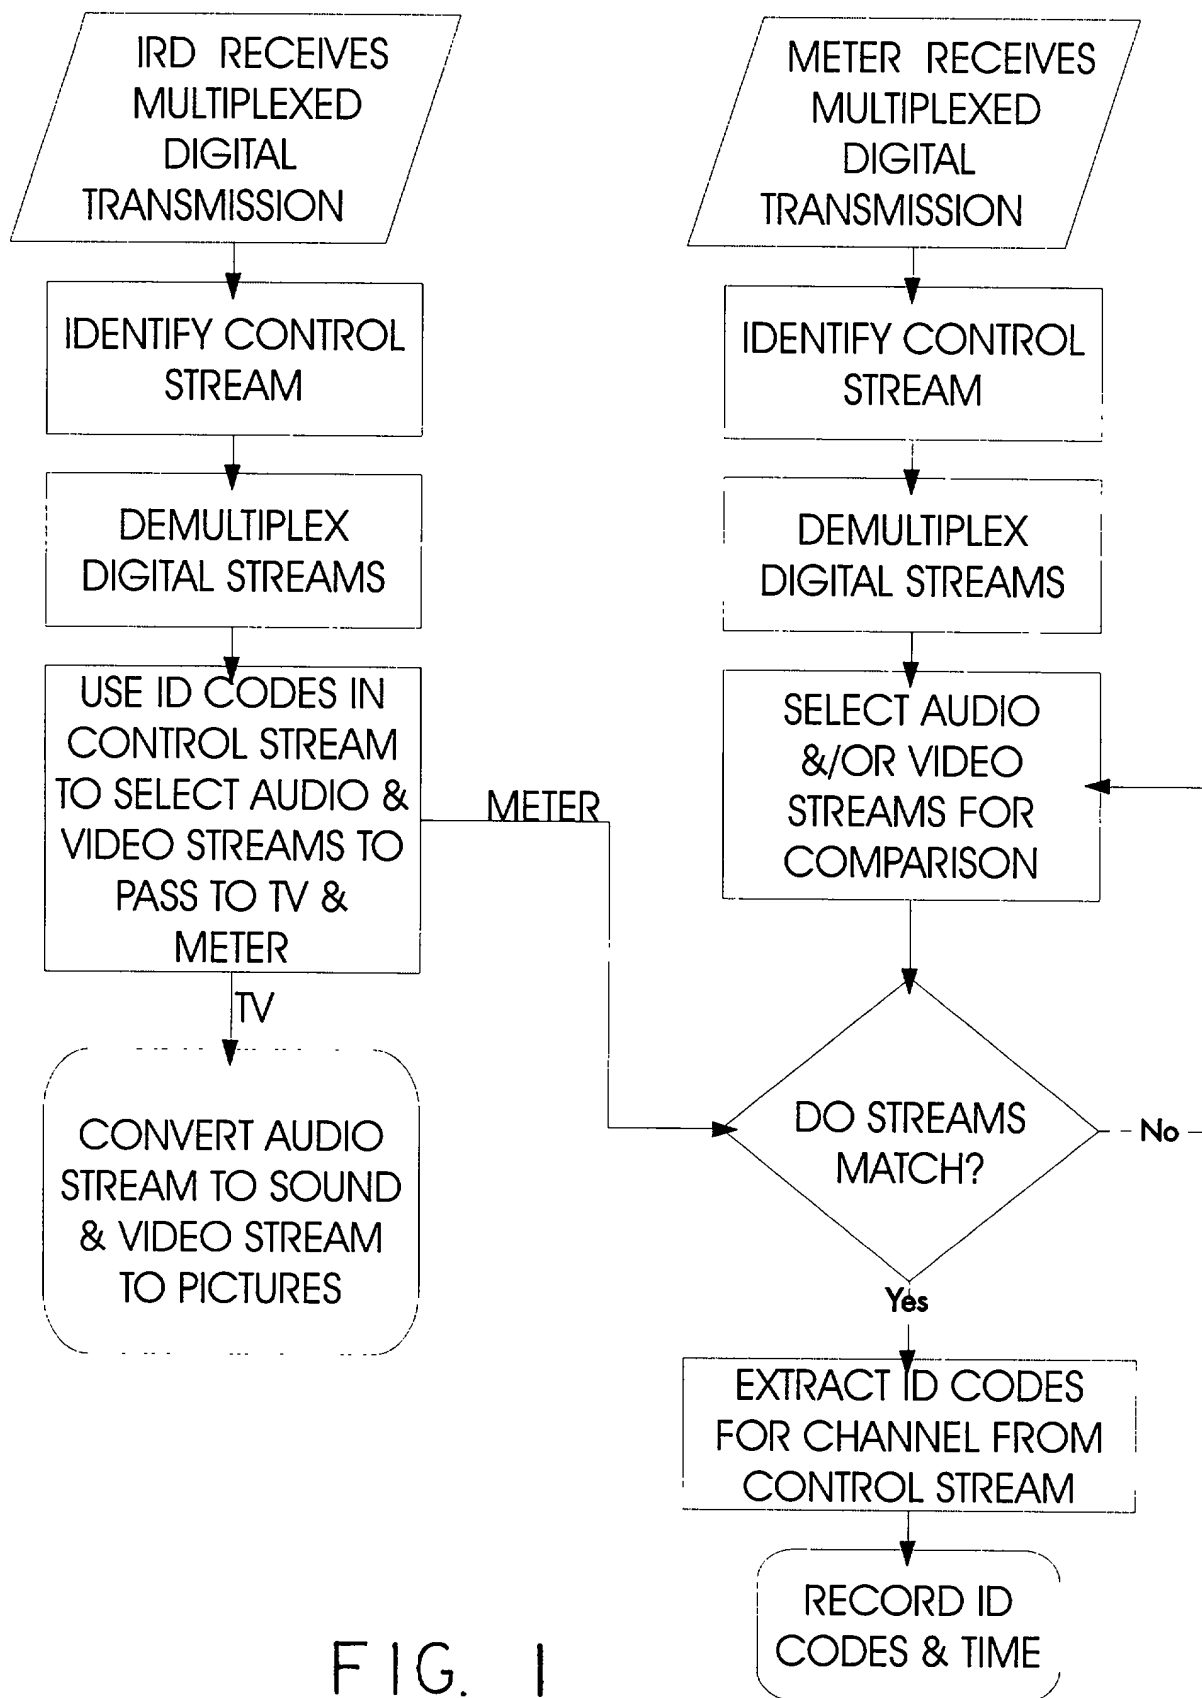 IRD RECEIVES
MULTIPLEXED
DIGITAL
TRANSMISSION
IDENTIFY CONTROL
STREAM
DEMULTIPLEX
DIGITAL STREAMS
USE ID CODES IN
CONTROL STREAM
TO SELECT AUDIO &
VIDEO STREAMS TO
PASS TO TV &
METER
METER
TV
CONVERT AUDIO
STREAM TO SOUND
& VIDEO STREAM
TO PICTURES
METER RECEIVES
MULTIPLEXED
DIGITAL
TRANSMISSION
IDENTIFY CONTROL
STREAM
DEMULTIPLEX
DIGITAL STREAMS
SELECT AUDIO
&/OR VIDEO
STREAMS FOR
COMPARISON
DO STREAMS
MATCH?
No
Yes
EXTRACT ID CODES
FOR CHANNEL FROM
CONTROL STREAM
RECORD ID
CODES & TIME
FIG. 1